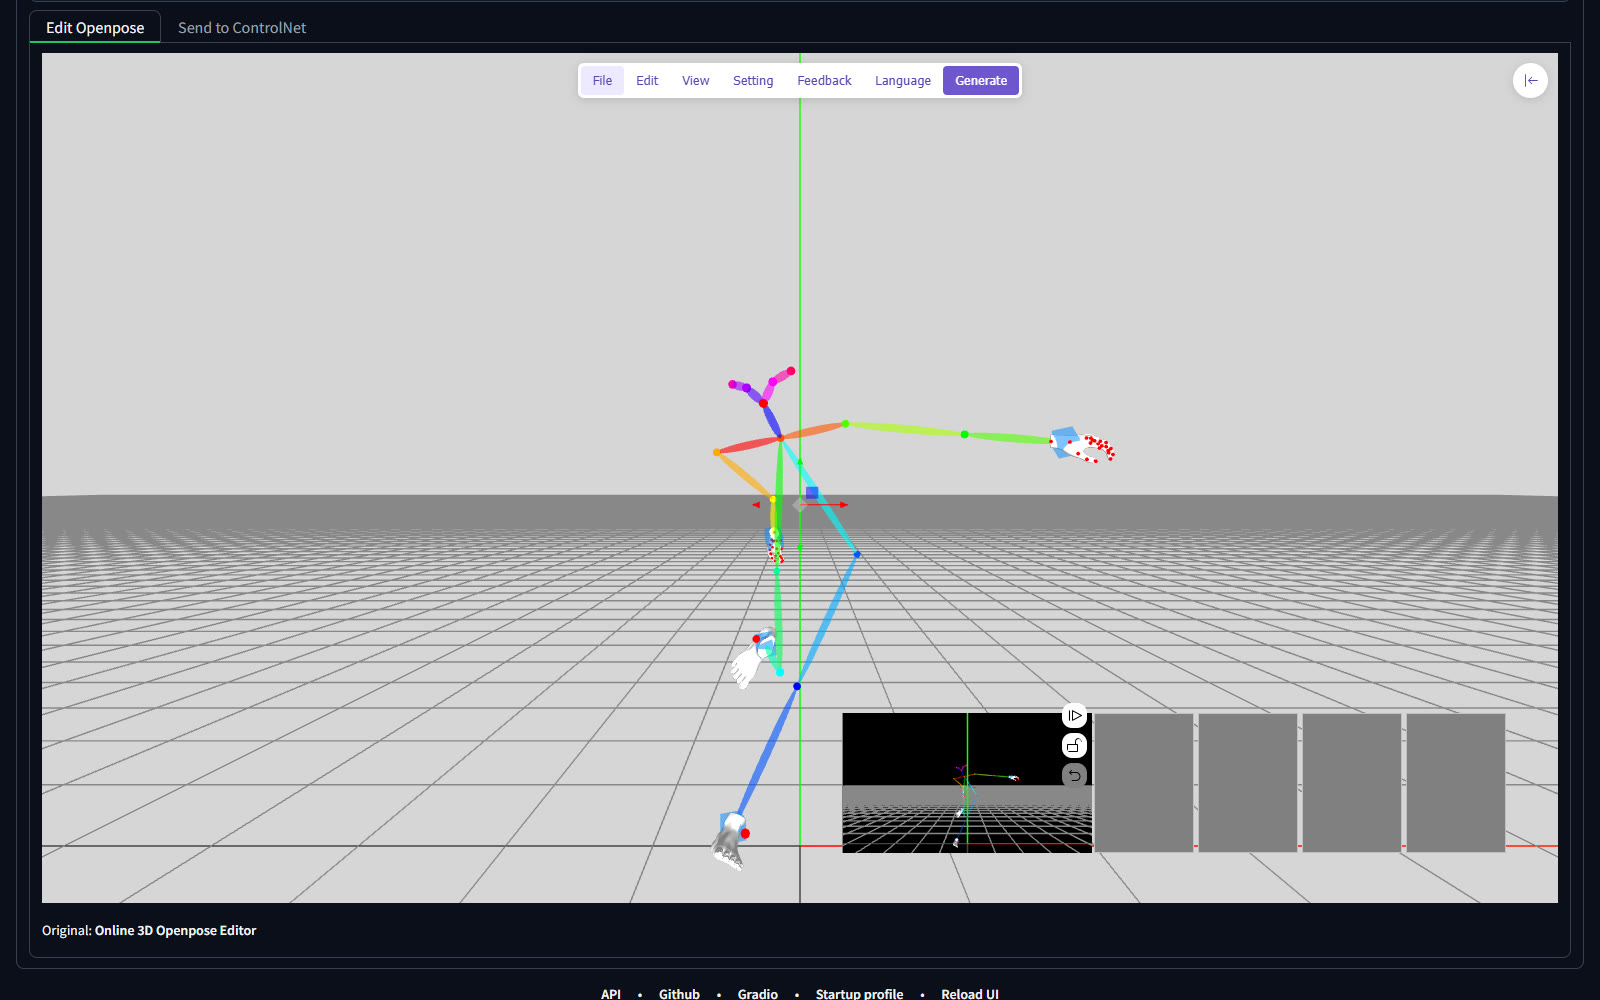 Edit Openpose Send to ControlNet
File Edit View Setting Feedback Language Generate
Original: Online 3D Openpose Editor
API • Github • Gradio • Startup profile • Reload UI